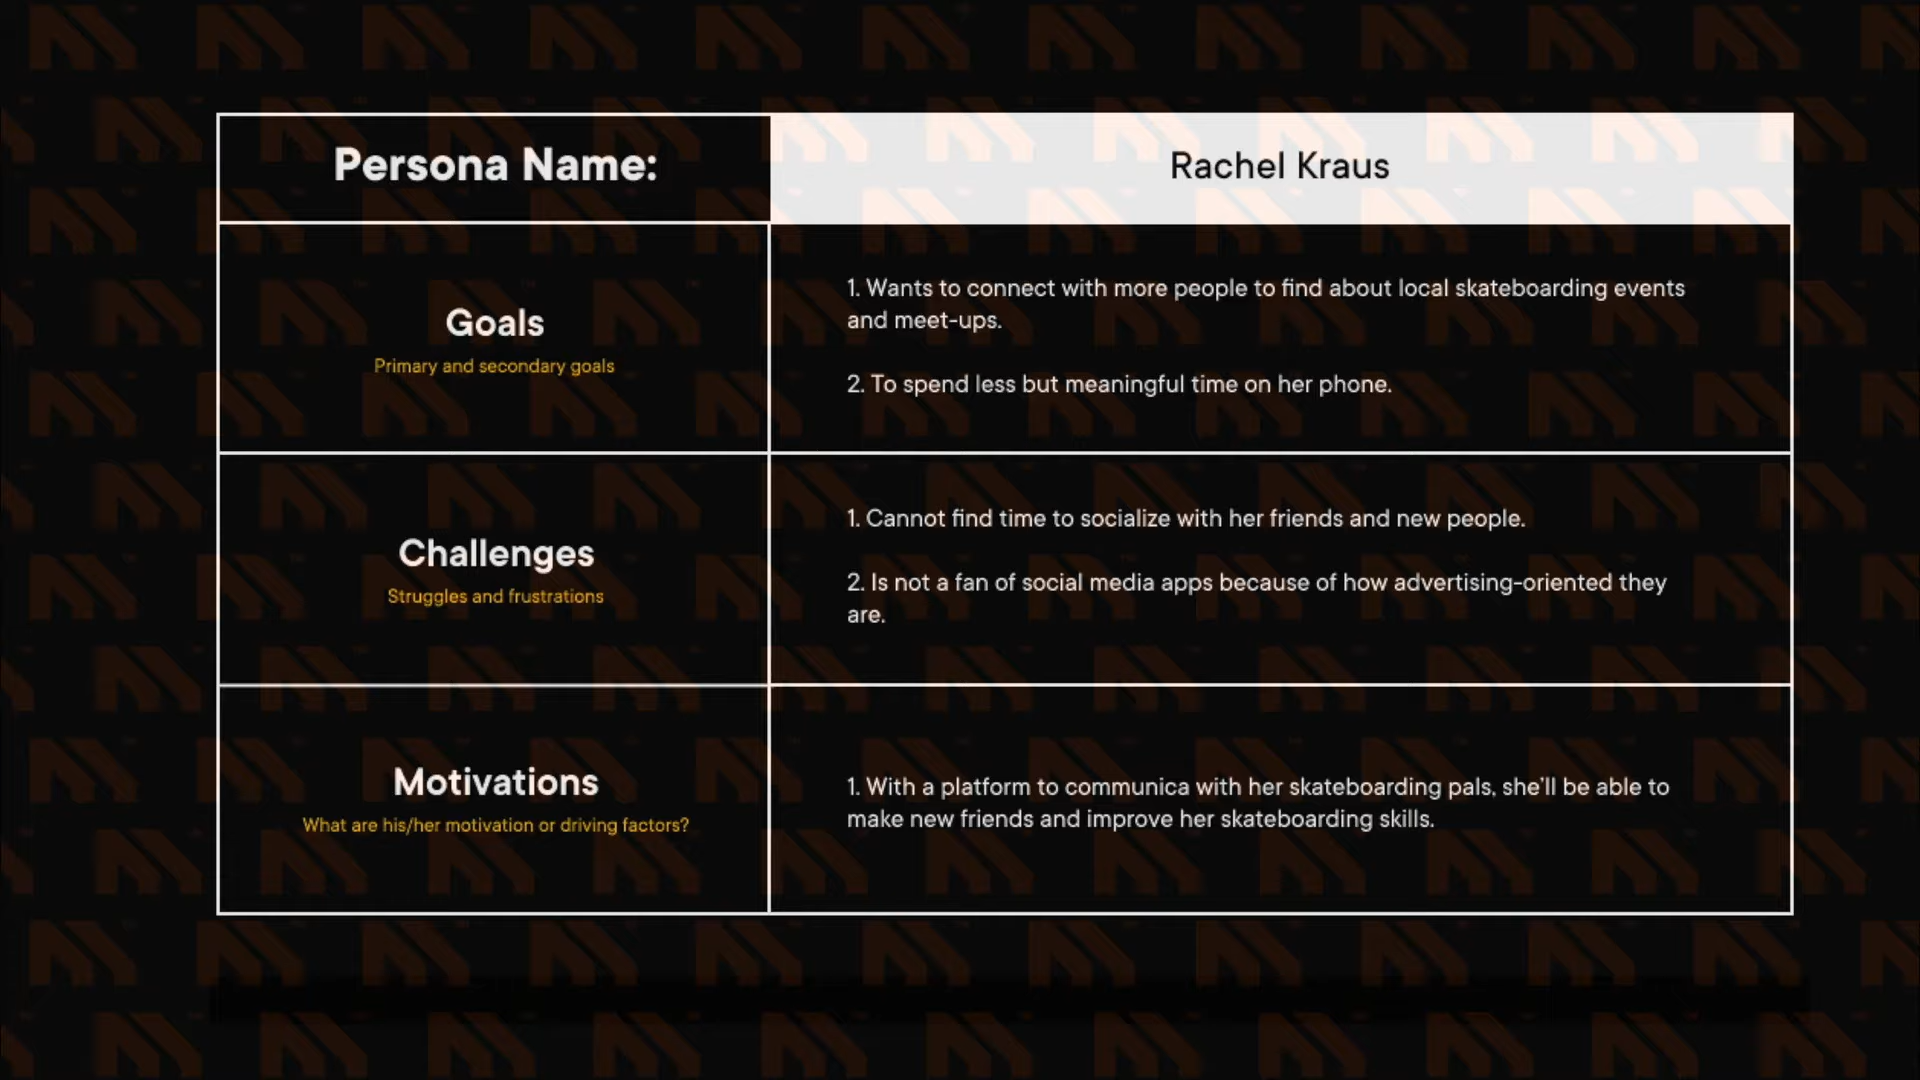 Persona Name:
Rachel Kraus
Goals
Primary and secondary goals
1. Wants to connect with more people to find about local skateboarding events
and meet-ups.
2. To spend less but meaningful time on her phone.
Challenges
Struggles and frustrations
1. Cannot find time to socialize with her friends and new people.
2. Is not a fan of social media apps because of how advertising-oriented they
are.
Motivations
What are his/her motivation or driving factors?
1. With a platform to communica with her skateboarding pals, she'll be able to
make new friends and improve her skateboarding skills.